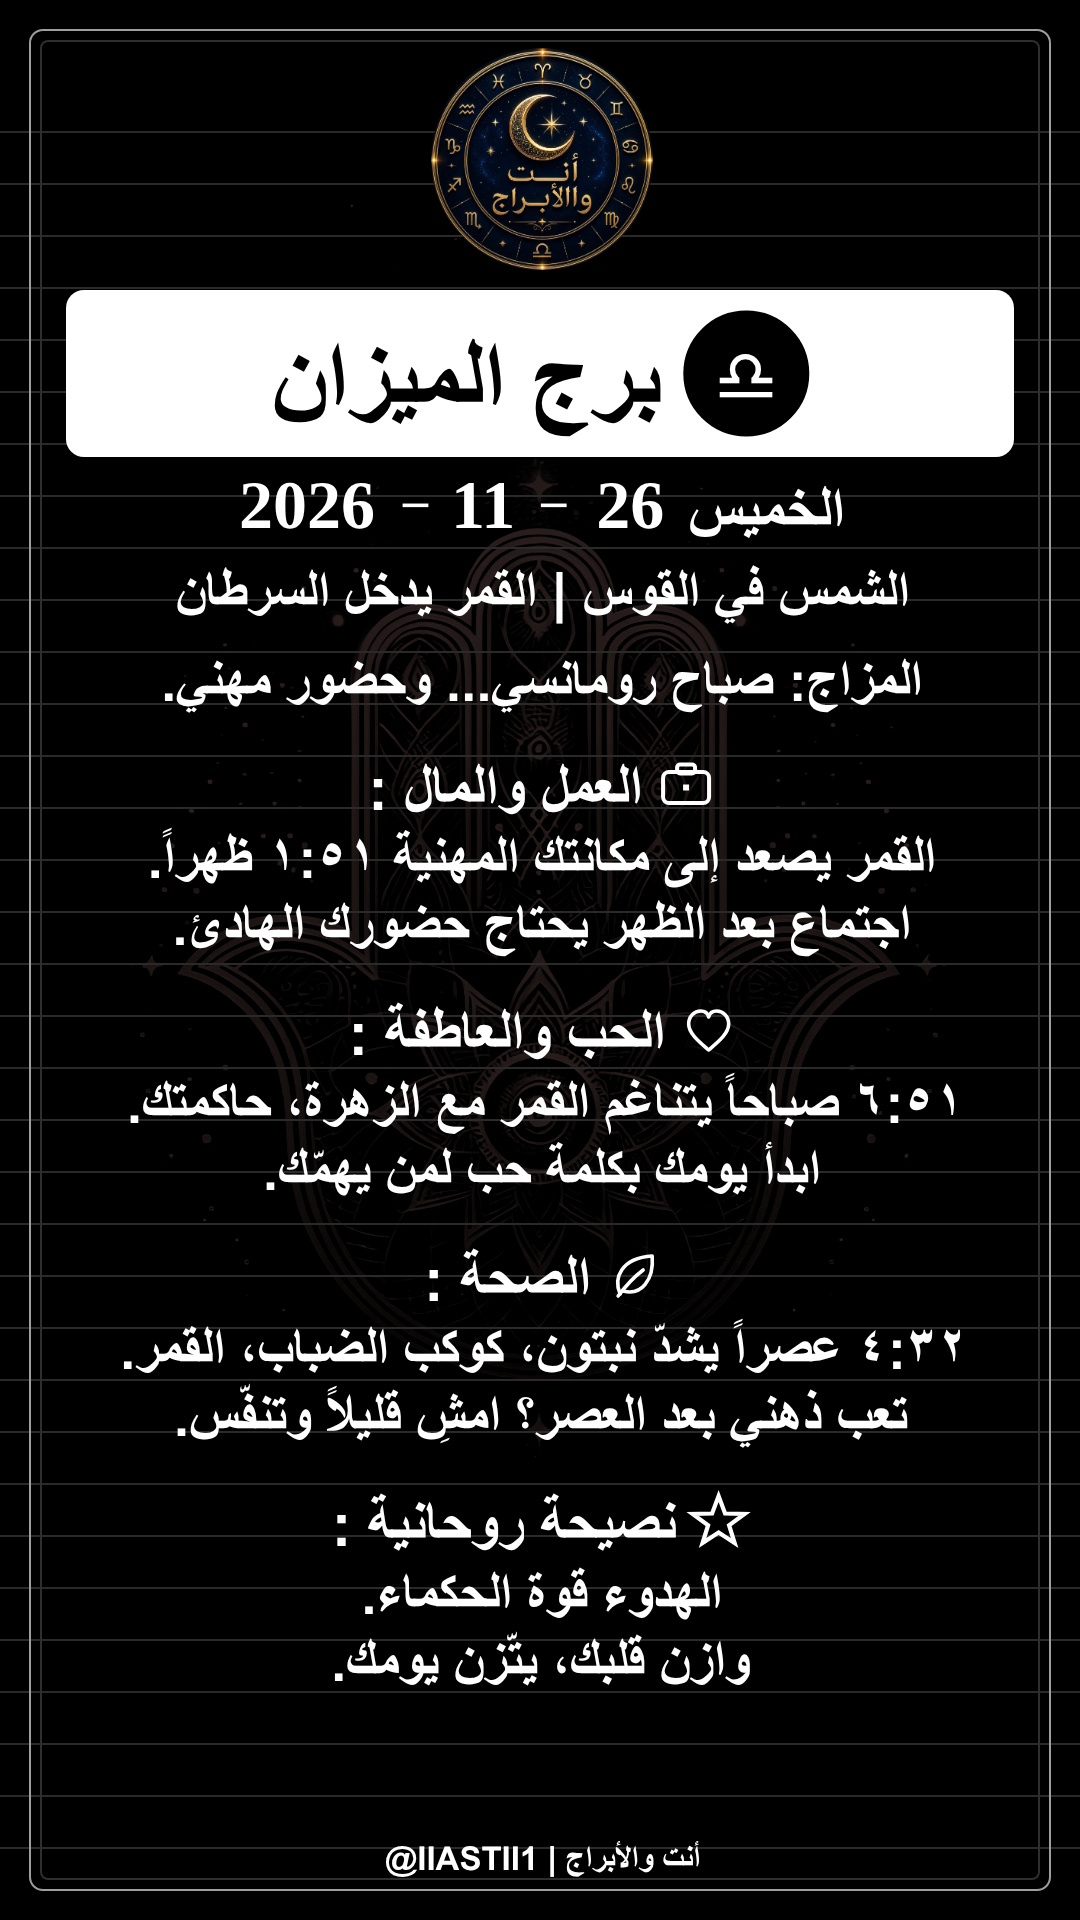 أنت
والأبراج
برج الميزان
الخميس 26 - 11 - 2026
الشمس في القوس | القمر يدخل السرطان
المزاج: صباح رومانسي... وحضور مهني.
العمل والمال :
القمر يصعد إلى مكانتك المهنية ١:٥١ ظهراً.
اجتماع بعد الظهر يحتاج حضورك الهادئ.
الحب والعاطفة :
٦:٥١ صباحاً يتناغم القمر مع الزهرة، حاكمتك.
ابدأ يومك بكلمة حب لمن يهمّك.
الصحة :
٤:٣٢ عصراً يشدّ نبتون، كوكب الضباب، القمر.
تعب ذهني بعد العصر؟ امشِ قليلاً وتنفّس.
نصيحة روحانية :
الهدوء قوة الحكماء.
وازن قلبك، يتّزن يومك.
أنت والأبراج | @IIASTII1